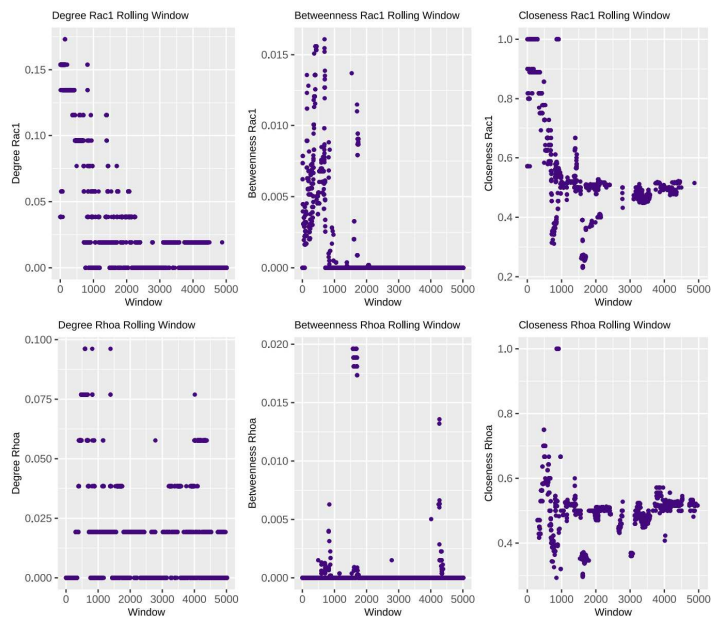 Degree Rac1 Rolling Window
Degree Rac1
0.15
0.10
0.05
0.00
0 1000 2000 3000 4000 5000
Window
Betweenness Rac1 Rolling Window
Betweenness Rac1
0.015
0.010
0.005
0.000
0 1000 2000 3000 4000 5000
Window
Closeness Rac1 Rolling Window
Closeness Rac1
1.0
0.8
0.6
0.4
0.2
0 1000 2000 3000 4000 5000
Window
Degree Rhoa Rolling Window
Degree Rhoa
0.100
0.075
0.050
0.025
0.000
0 1000 2000 3000 4000 5000
Window
Betweenness Rhoa Rolling Window
Betweenness Rhoa
0.020
0.015
0.010
0.005
0.000
0 1000 2000 3000 4000 5000
Window
Closeness Rhoa Rolling Window
Closeness Rhoa
1.0
0.8
0.6
0.4
0 1000 2000 3000 4000 5000
Window